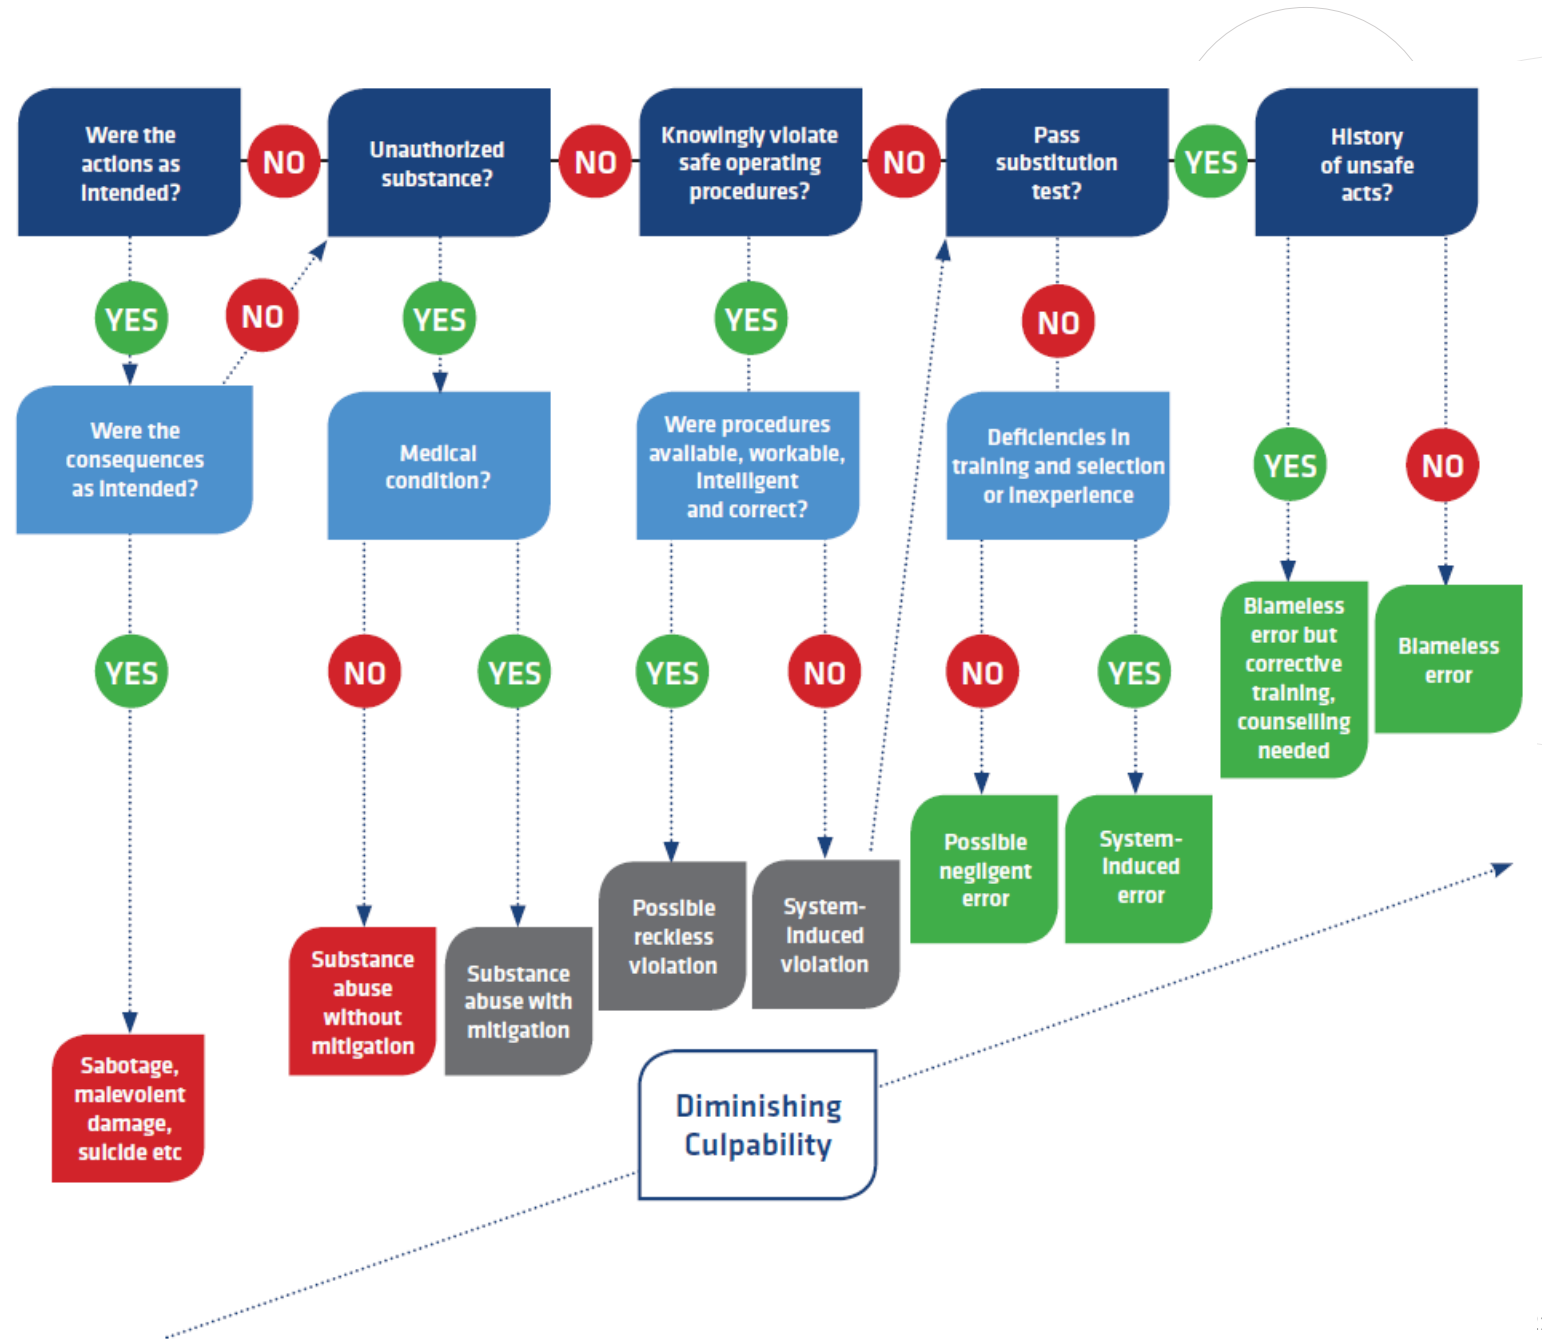 Were the
actions as
intended?
NO
Unauthorized
substance?
NO
Knowingly violate
safe operating
procedures?
NO
Pass
substitution
test?
YES
History
of unsafe
acts?
YES
NO
YES
YES
NO
Were the
consequences
as intended?
Medical
condition?
Were procedures
available, workable,
intelligent
and correct?
Deficiencies in
training and selection
or inexperience
YES
NO
YES
NO
YES
YES
NO
NO
YES
Blameless
error but
corrective
training,
counselling
needed
Blameless
error
Possible
negligent
error
System-
induced
error
Possible
reckless
violation
System-
induced
violation
Substance
abuse
without
mitigation
Substance
abuse with
mitigation
Sabotage,
malevolent
damage,
suicide etc
Diminishing
Culpability